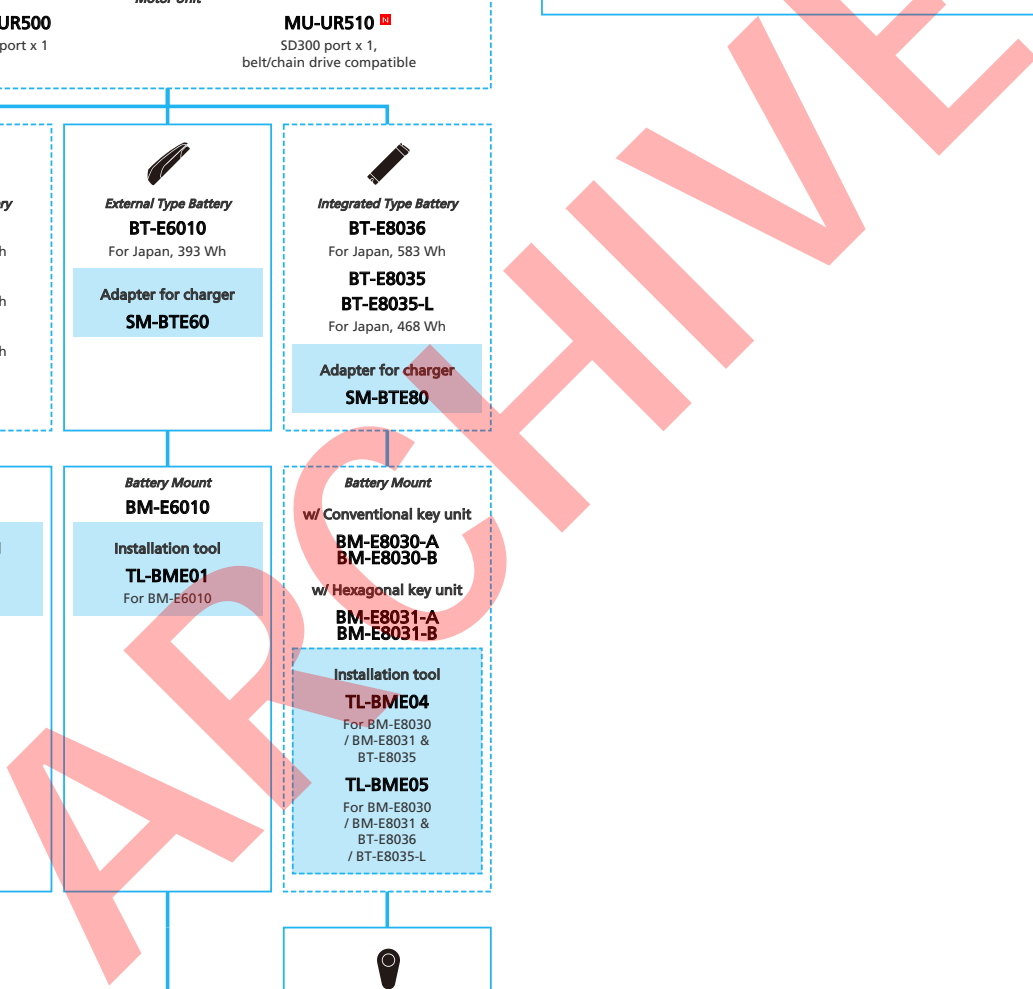 Motor Unit
UR500
port x 1
MU-UR510 N
SD300 port x 1,
belt/chain drive compatible
ry
h
h
h
External Type Battery
BT-E6010
For Japan, 393 Wh
Adapter for charger
SM-BTE60
Integrated Type Battery
BT-E8036
For Japan, 583 Wh
BT-E8035
BT-E8035-L
For Japan, 468 Wh
Adapter for charger
SM-BTE80
Battery Mount
BM-E6010
Installation tool
TL-BME01
For BM-E6010
Battery Mount
w/ Conventional key unit
BM-E8030-A
BM-E8030-B
w/ Hexagonal key unit
BM-E8031-A
BM-E8031-B
Installation tool
TL-BME04
For BM-E8030
/ BM-E8031 &
BT-E8035
TL-BME05
For BM-E8030
/ BM-E8031 &
BT-E8036
/ BT-E8035-L
ARCHIVE